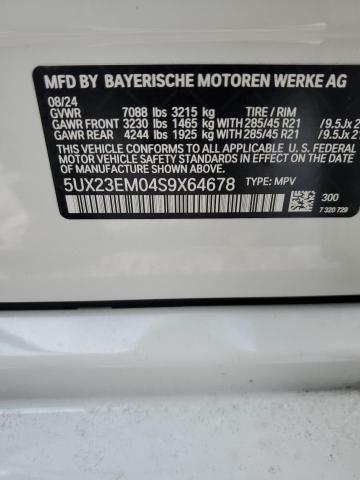 MFD BY BAYERISCHE MOTOREN WERKE AG
08/24
GVWR 7088 lbs 3215 kg TIRE / RIM
GAWR FRONT 3230 lbs 1465 kg WITH 285/45 R21 /9.5Jx2
GAWR REAR 4244 lbs 1925 kg WITH 285/45 R21 /9.5Jx2
THIS VEHICLE CONFORMS TO ALL APPLICABLE U.S. FEDERAL
MOTOR VEHICLE SAFETY STANDARDS IN EFFECT ON THE DATE
OF MANUFACTURE SHOWN ABOVE.
5UX23EM04S9X64678 TYPE: MPV
300
7 320 729